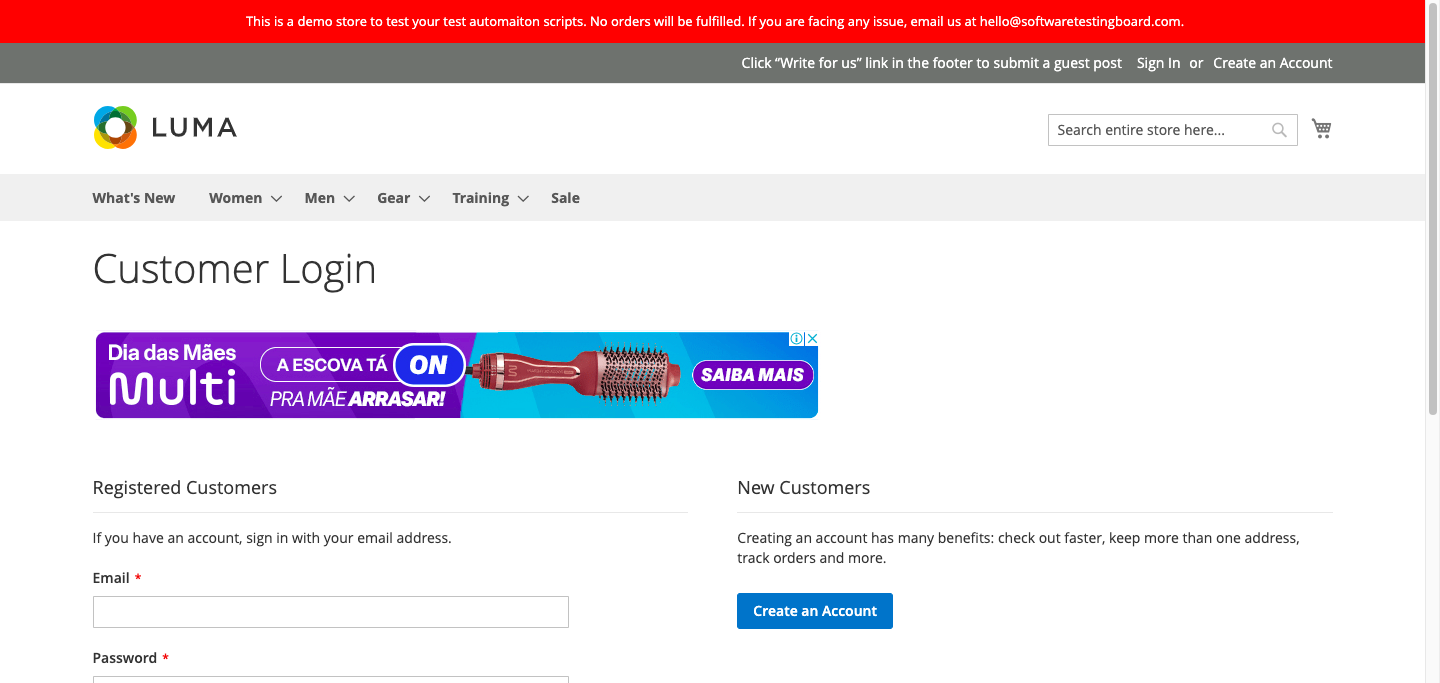 This is a demo store to test your test automaiton scripts. No orders will be fulfilled. If you are facing any issue, email us at hello@softwaretestingboard.com.
Click “Write for us” link in the footer to submit a guest post Sign In or Create an Account
LUMA
Search entire store here...
What's New Women Men Gear Training Sale
Customer Login
Dia das Mães
Multi
A ESCOVA TÁ ON
PRA MÃE ARRASAR!
SAIBA MAIS
Registered Customers
If you have an account, sign in with your email address.
Email *
Password *
New Customers
Creating an account has many benefits: check out faster, keep more than one address,
track orders and more.
Create an Account